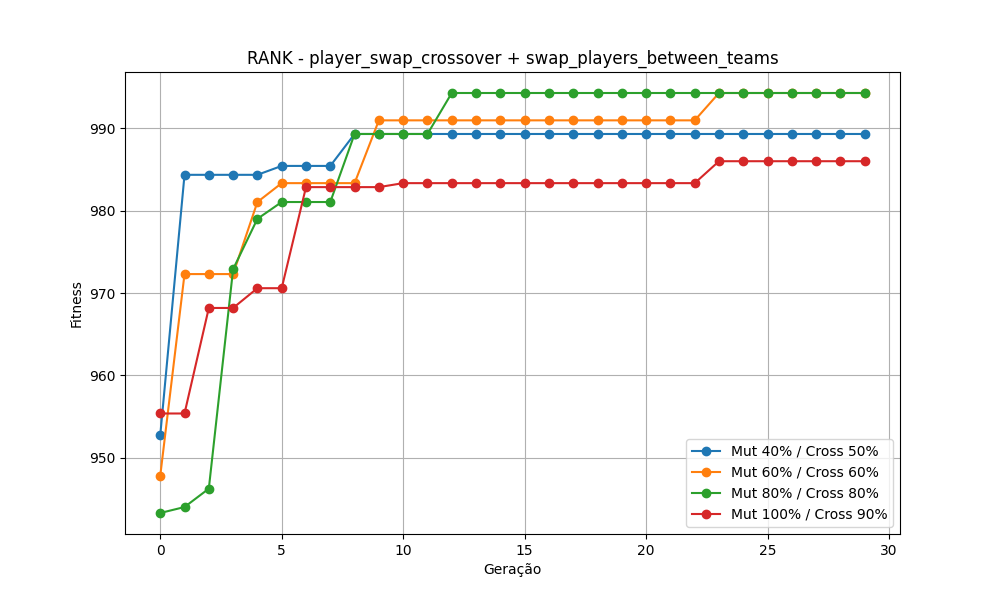 RANK - player_swap_crossover + swap_players_between_teams
Fitness
990
980
970
960
950
0 5 10 15 20 25 30
Geração
Mut 40% / Cross 50%
Mut 60% / Cross 60%
Mut 80% / Cross 80%
Mut 100% / Cross 90%